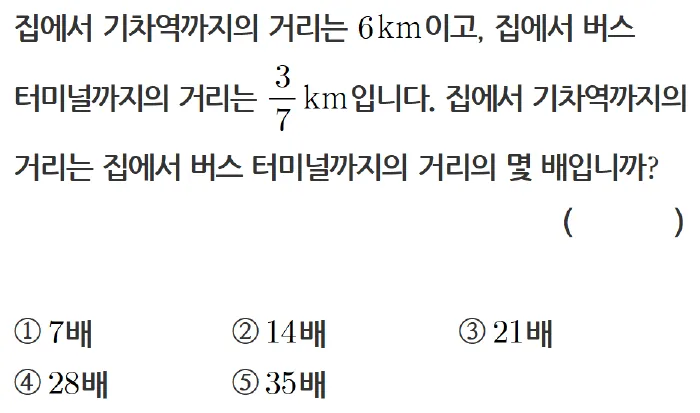 집에서 기차역까지의 거리는 6 km이고, 집에서 버스
터미널까지의 거리는 3/7 km입니다. 집에서 기차역까지의
거리는 집에서 버스 터미널까지의 거리의 몇 배입니까?
( )
① 7배 ② 14배 ③ 21배
④ 28배 ⑤ 35배